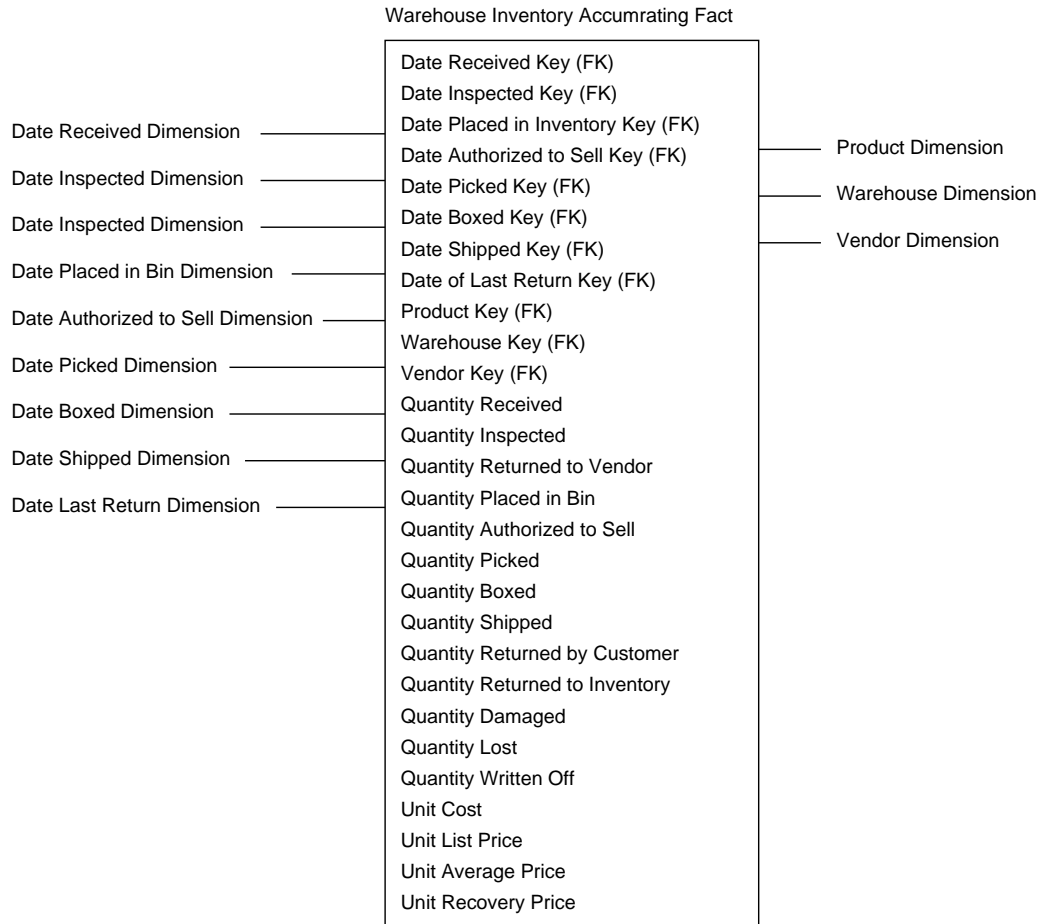 Warehouse Inventory Accumrating Fact
Date Received Key (FK)
Date Inspected Key (FK)
Date Placed in Inventory Key (FK)
Date Authorized to Sell Key (FK)
Date Picked Key (FK)
Date Boxed Key (FK)
Date Shipped Key (FK)
Date of Last Return Key (FK)
Product Key (FK)
Warehouse Key (FK)
Vendor Key (FK)
Quantity Received
Quantity Inspected
Quantity Returned to Vendor
Quantity Placed in Bin
Quantity Authorized to Sell
Quantity Picked
Quantity Boxed
Quantity Shipped
Quantity Returned by Customer
Quantity Returned to Inventory
Quantity Damaged
Quantity Lost
Quantity Written Off
Unit Cost
Unit List Price
Unit Average Price
Unit Recovery Price
Date Received Dimension
Date Inspected Dimension
Date Inspected Dimension
Date Placed in Bin Dimension
Date Authorized to Sell Dimension
Date Picked Dimension
Date Boxed Dimension
Date Shipped Dimension
Date Last Return Dimension
Product Dimension
Warehouse Dimension
Vendor Dimension